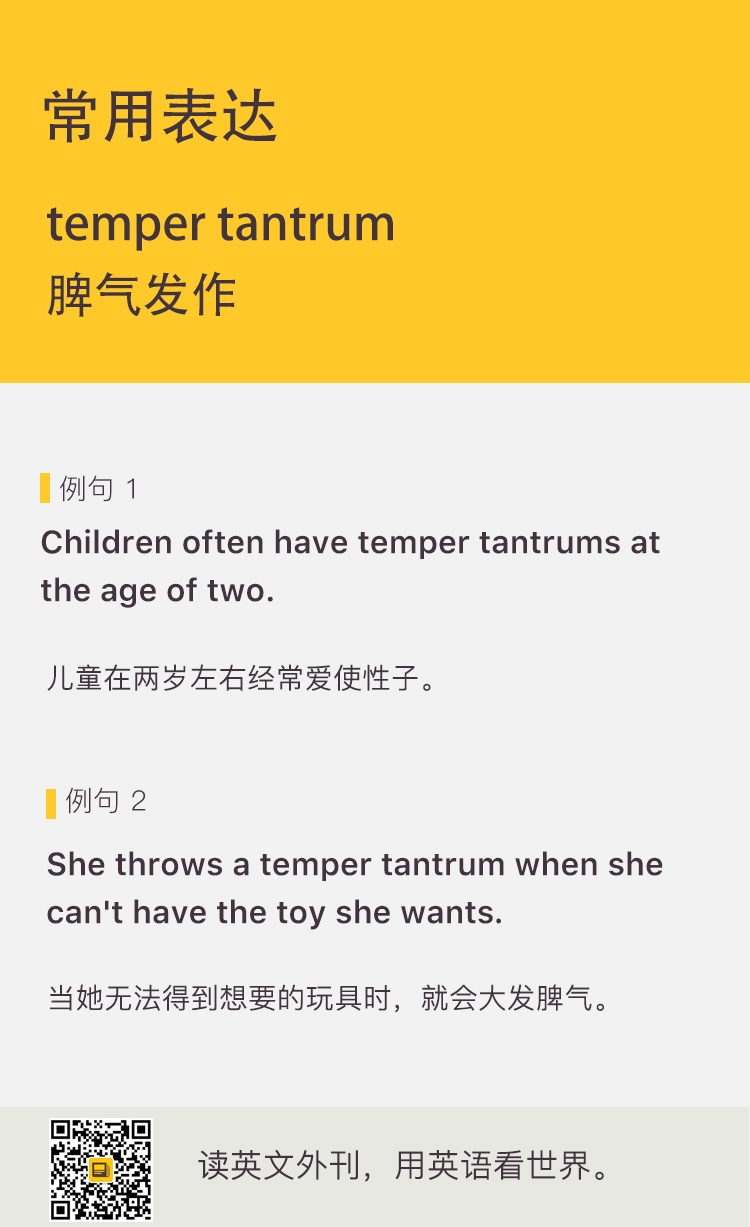 常用表达
temper tantrum
脾气发作
例句 1
Children often have temper tantrums at
the age of two.
儿童在两岁左右经常爱使性子。
例句 2
She throws a temper tantrum when she
can't have the toy she wants.
当她无法得到想要的玩具时，就会大发脾气。
读英文外刊，用英语看世界。